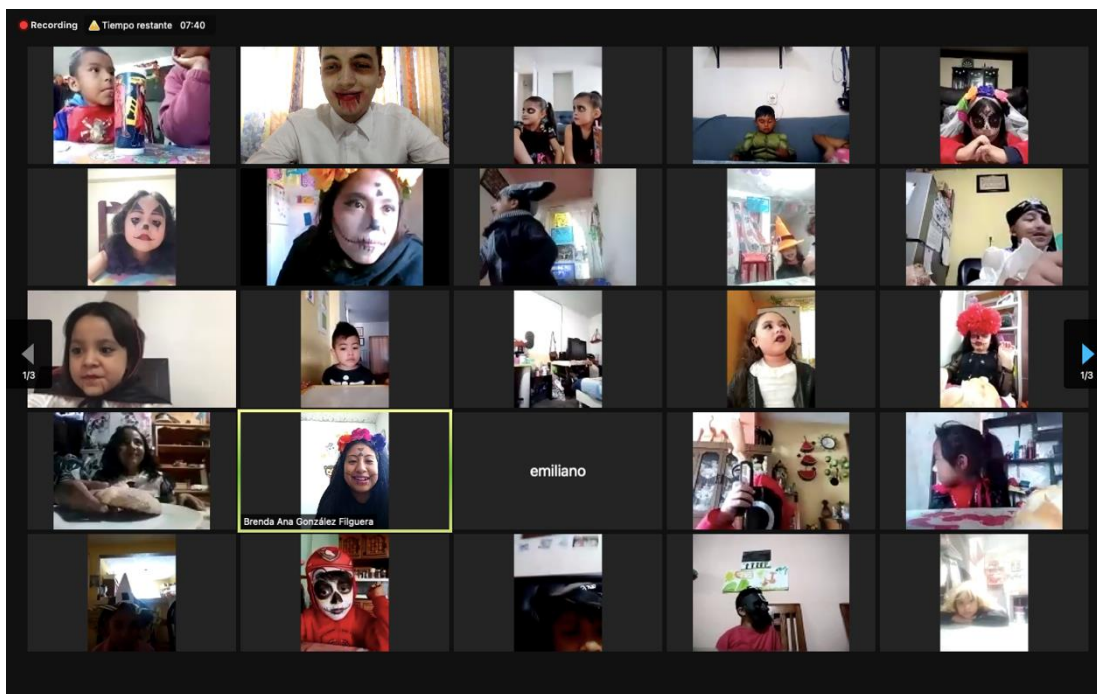 Recording Tiempo restante 07:40
1/3 1/3
emiliano
Brenda Ana González Filguera